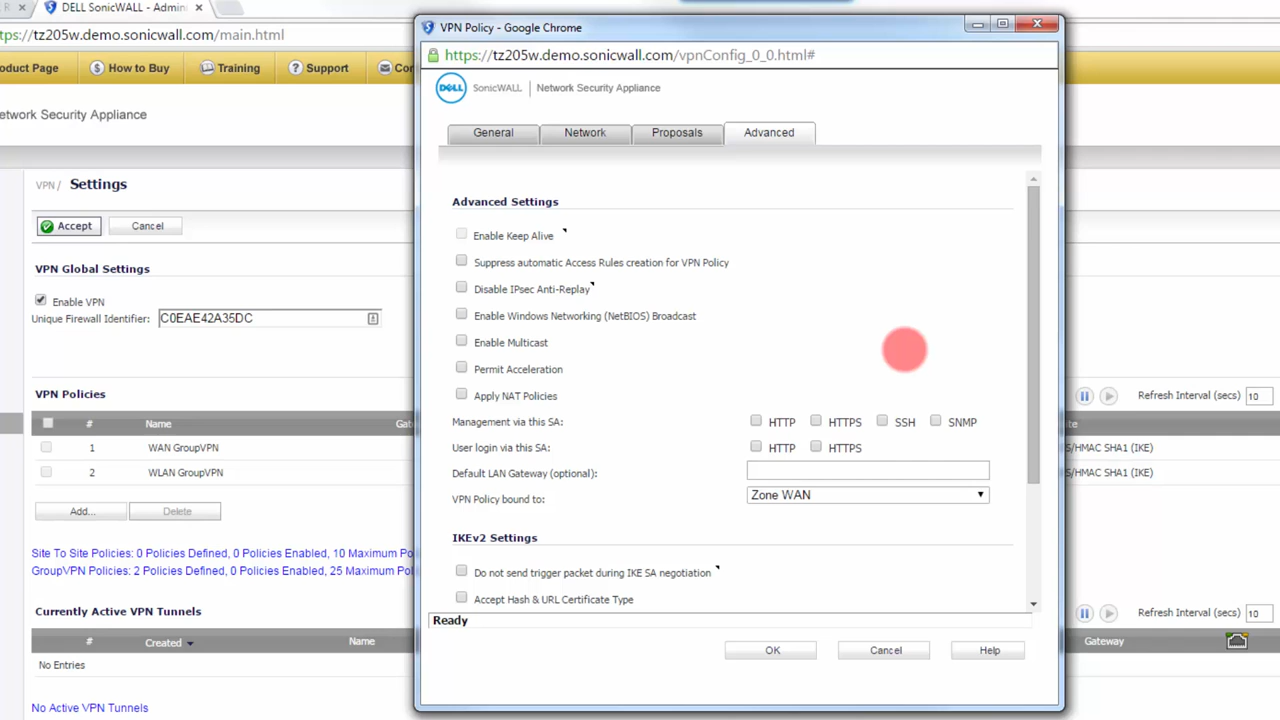 DELL SonicWALL - Admini
VPN Policy - Google Chrome
ps://tz205w.demo.sonicwall.com/main.html
https://tz205w.demo.sonicwall.com/vpnConfig_0_0.html#
oduct Page
How to Buy
Training
Support
Con
DELL
SonicWALL
Network Security Appliance
etwork Security Appliance
General
Network
Proposals
Advanced
VPN / Settings
Accept
Cancel
VPN Global Settings
Enable VPN
Unique Firewall Identifier: C0EAE42A35DC
VPN Policies
# Name Gate
1 WAN GroupVPN
2 WLAN GroupVPN
Add...
Delete
Site To Site Policies: 0 Policies Defined, 0 Policies Enabled, 10 Maximum Po
GroupVPN Policies: 2 Policies Defined, 0 Policies Enabled, 25 Maximum Pol
Currently Active VPN Tunnels
# Created Name
No Entries
No Active VPN Tunnels
Advanced Settings
Enable Keep Alive
Suppress automatic Access Rules creation for VPN Policy
Disable IPsec Anti-Replay
Enable Windows Networking (NetBIOS) Broadcast
Enable Multicast
Permit Acceleration
Apply NAT Policies
Management via this SA: HTTP HTTPS SSH SNMP
User login via this SA: HTTP HTTPS
Default LAN Gateway (optional):
VPN Policy bound to: Zone WAN
IKEv2 Settings
Do not send trigger packet during IKE SA negotiation
Accept Hash & URL Certificate Type
Ready
OK
Cancel
Help
Refresh Interval (secs) 10
ite
S/HMAC SHA1 (IKE)
S/HMAC SHA1 (IKE)
Refresh Interval (secs) 10
Gateway